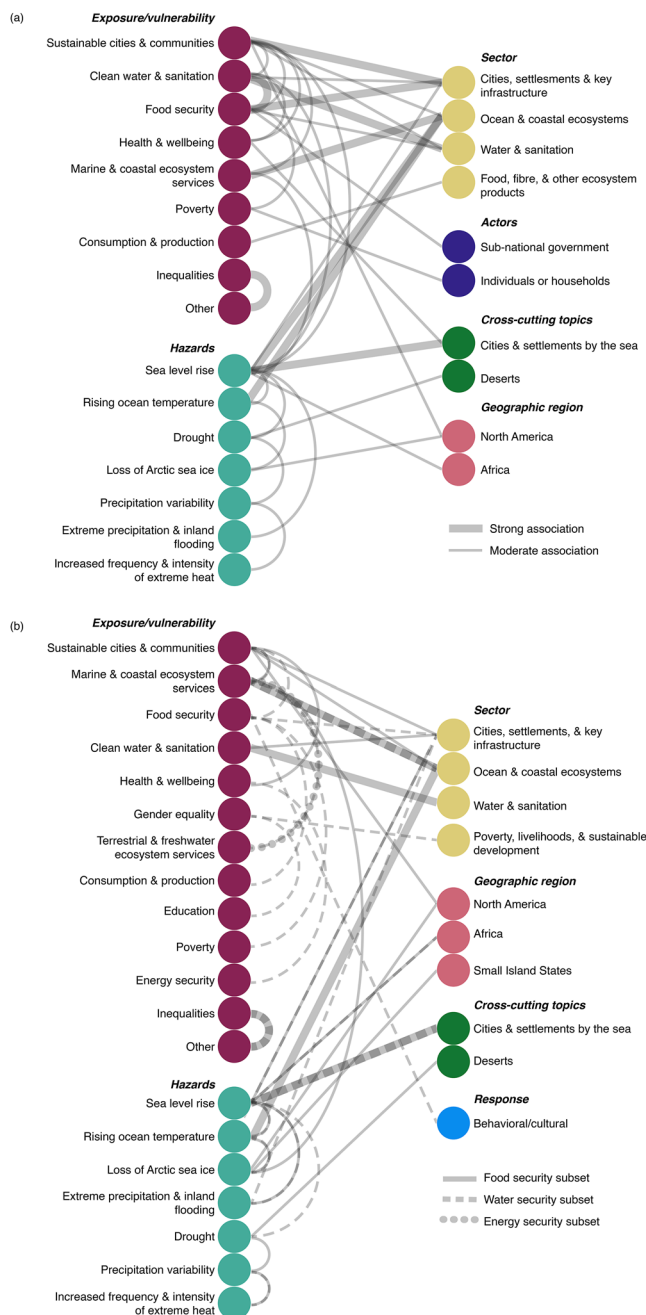 (a)
Exposure/vulnerability
Sustainable cities & communities
Clean water & sanitation
Food security
Health & wellbeing
Marine & coastal ecosystem
services
Poverty
Consumption & production
Inequalities
Other
Hazards
Sea level rise
Rising ocean temperature
Drought
Loss of Arctic sea ice
Precipitation variability
Extreme precipitation & inland
flooding
Increased frequency & intensity
of extreme heat
Sector
Cities, settlesments & key
infrastructure
Ocean & coastal ecosystems
Water & sanitation
Food, fibre, & other ecosystem
products
Actors
Sub-national government
Individuals or households
Cross-cutting topics
Cities & settlements by the sea
Deserts
Geographic region
North America
Africa
Strong association
Moderate association
(b)
Exposure/vulnerability
Sustainable cities & communities
Marine & coastal ecosystem
services
Food security
Clean water & sanitation
Health & wellbeing
Gender equality
Terrestrial & freshwater
ecosystem services
Consumption & production
Education
Poverty
Energy security
Inequalities
Other
Hazards
Sea level rise
Rising ocean temperature
Loss of Arctic sea ice
Extreme precipitation & inland
flooding
Drought
Precipitation variability
Increased frequency & intensity
of extreme heat
Sector
Cities, settlements, & key
infrastructure
Ocean & coastal ecosystems
Water & sanitation
Poverty, livelihoods, & sustainable
development
Geographic region
North America
Africa
Small Island States
Cross-cutting topics
Cities & settlements by the sea
Deserts
Response
Behavioral/cultural
Food security subset
Water security subset
Energy security subset